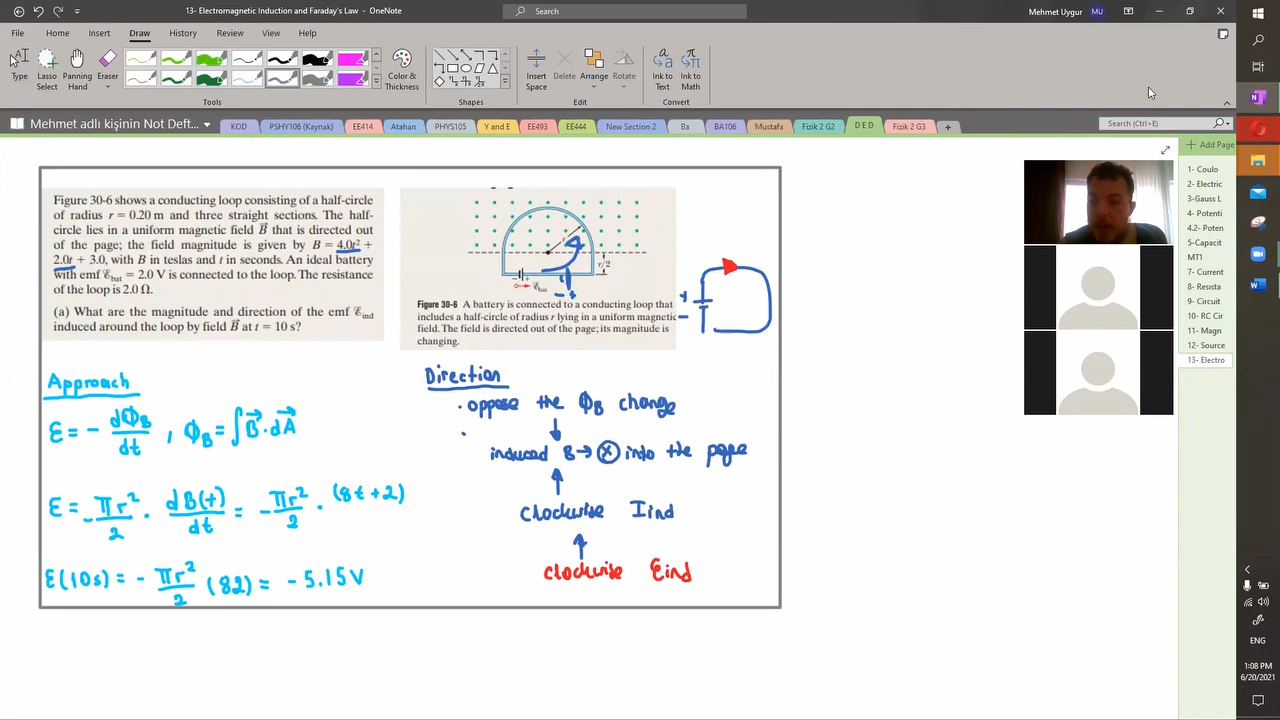 13- Electromagnetic Induction and Faraday's Law - OneNote
Search
Mehmet Uygur
MU
File Home Insert Draw History Review View Help
Type
Lasso Select
Panning Hand
Eraser
Color & Thickness
Insert Space
Delete
Arrange
Rotate
Ink to Text
Ink to Math
Tools
Shapes
Edit
Convert
Mehmet adlı kişinin Not Deft...
KOD PHSY106 (Kaynak) EE414 Atahan PHYS105 Y and E EE493 EE444 New Section 2 Ba BA106 Mustafa Fizik 2 G2 D E D Fizik 2 G3
Search (Ctrl+E)
Add Page
1- Coulo
2- Electric
3-Gauss L
4- Potenti
4.2- Poten
5-Capacit
MT1
7- Current
8- Resista
9- Circuit
10- RC Cir
11- Magn
12- Source
13- Electro
Figure 30-6 shows a conducting loop consisting of a half-circle
of radius r = 0.20 m and three straight sections. The half-
circle lies in a uniform magnetic field B⃗ that is directed out
of the page; the field magnitude is given by B = 4.0t² +
2.0t + 3.0, with B in teslas and t in seconds. An ideal battery
with emf ℰbat = 2.0 V is connected to the loop. The resistance
of the loop is 2.0 Ω.
(a) What are the magnitude and direction of the emf ℰind
induced around the loop by field B⃗ at t = 10 s?
r
r/2
- +
ℰbat
- +
Figure 30-6 A battery is connected to a conducting loop that
includes a half-circle of radius r lying in a uniform magnetic
field. The field is directed out of the page; its magnitude is
changing.
+
-
Approach
ε = - dΦB/dt , ΦB = ∫B⃗·dA⃗
ε = -πr²/2 · dB(t)/dt = -πr²/2 · (8t+2)
ε(10s) = - πr²/2 (82) = - 5.15V
Direction
· oppose the ΦB change
·
induced B → ⊗ into the page
clockwise Iind
clockwise εind
ENG
1:08 PM
6/20/2021